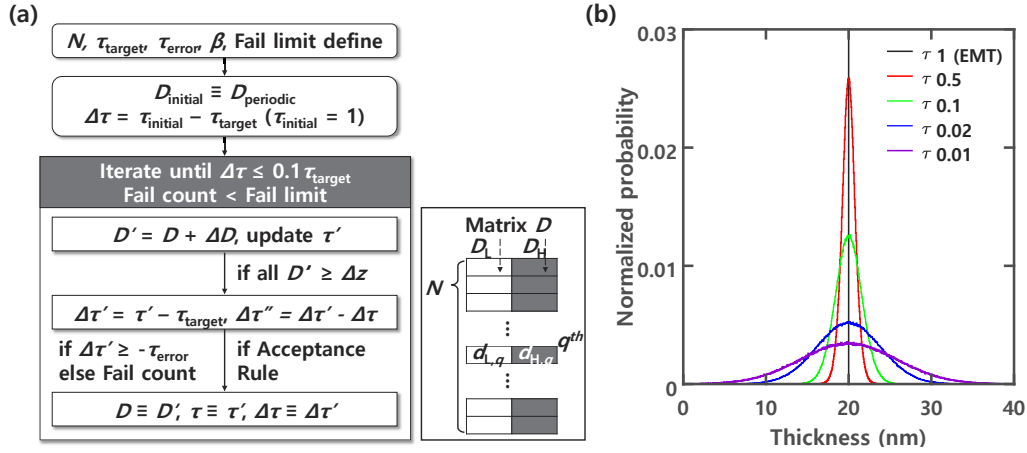 (a)
N, τtarget, τerror, β, Fail limit define
Dinitial ≡ Dperiodic
Δτ = τinitial − τtarget (τinitial = 1)
Iterate until Δτ ≤ 0.1τtarget
Fail count < Fail limit
D′ = D + ΔD, update τ′
if all D′ ≥ Δz
Δτ′ = τ′ − τtarget, Δτ″ = Δτ′ - Δτ
if Δτ′ ≥ -τerror
else Fail count
if Acceptance
Rule
D ≡ D′, τ ≡ τ′, Δτ ≡ Δτ′
Matrix D
DL DH
N
⋮
dL,q dH,q qth
⋮
(b)
Normalized probability
0.03
0.02
0.01
0
0 10 20 30 40
Thickness (nm)
τ 1 (EMT)
τ 0.5
τ 0.1
τ 0.02
τ 0.01